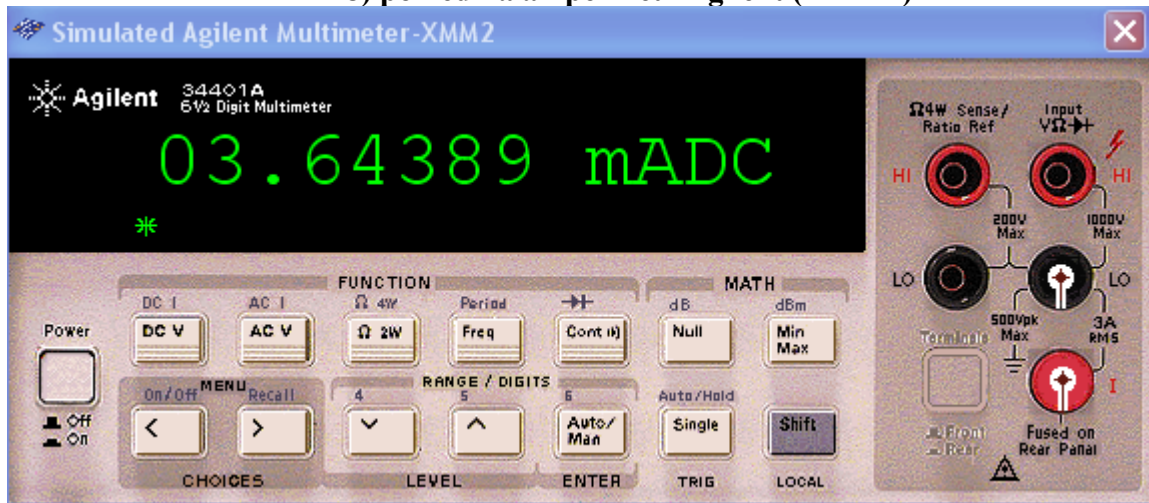 Simulated Agilent Multimeter-XMM2
Agilent 34401A
6½ Digit Multimeter
03.64389 mADC
Ω4W Sense/
Ratio Ref
Input
VΩ
HI
HI
200V
Max
1000V
Max
LO
LO
500Vpk
Max
3A
RMS
Terminals
I
Front
Rear
Fused on
Rear Panal
FUNCTION
MATH
DC I
AC I
Ω 4W
Period
dB
dBm
Power
DC V
AC V
Ω 2W
Freq
Cont
Null
Min
Max
MENU
RANGE / DIGITS
On/Off
Recall
4
5
6
Auto/Hold
Off
On
<
>
Auto/
Man
Single
Shift
CHOICES
LEVEL
ENTER
TRIG
LOCAL